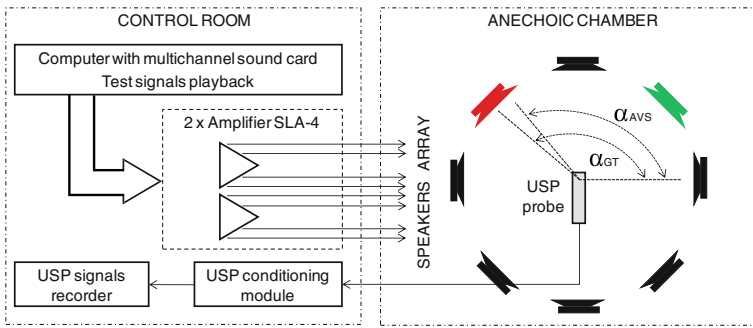 CONTROL ROOM
Computer with multichannel sound card
Test signals playback
2 x Amplifier SLA-4
USP signals
recorder
USP conditioning
module
SPEAKERS ARRAY
ANECHOIC CHAMBER
αAVS
αGT
USP
probe